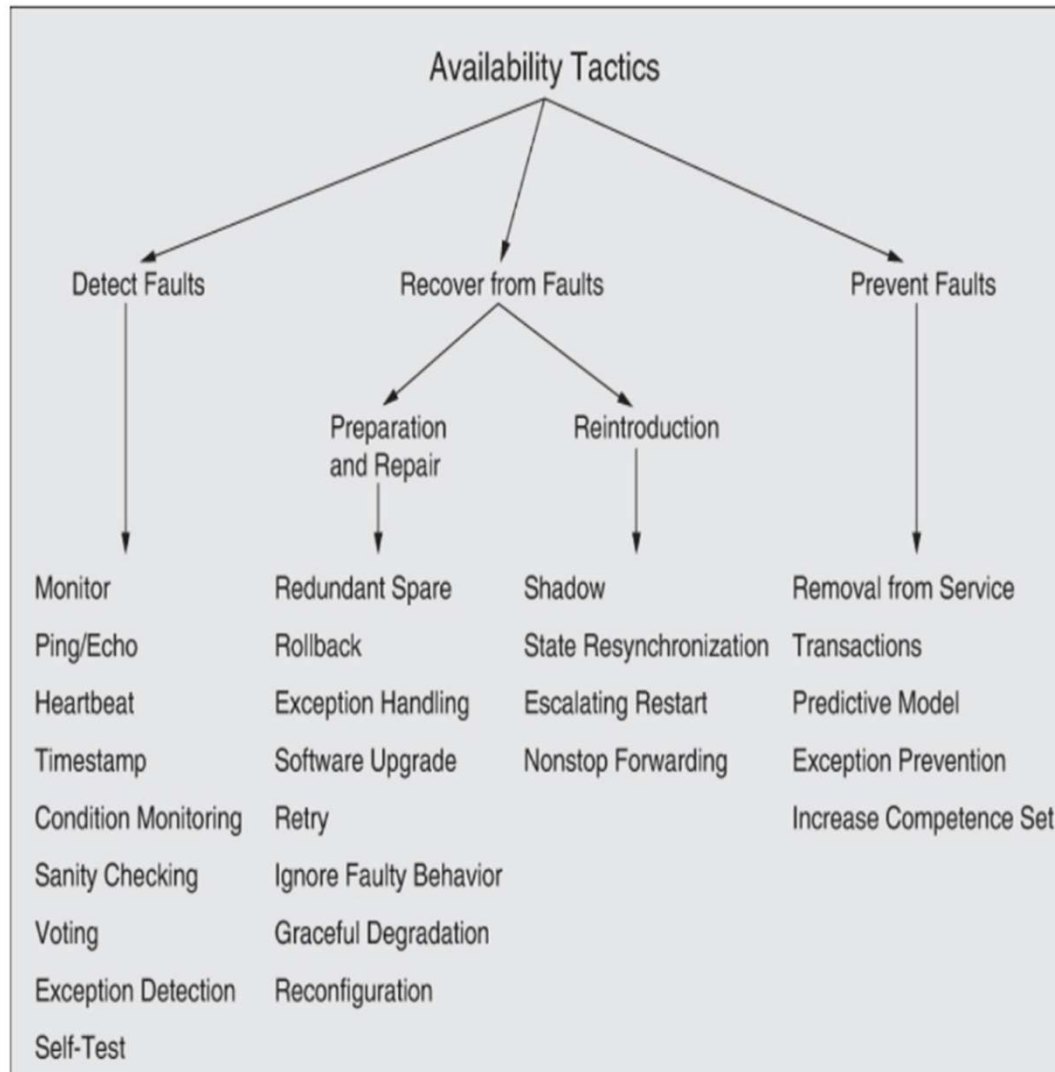 Availability Tactics
Detect Faults
Recover from Faults
Prevent Faults
Preparation
and Repair
Reintroduction
Monitor
Ping/Echo
Heartbeat
Timestamp
Condition Monitoring
Sanity Checking
Voting
Exception Detection
Self-Test
Redundant Spare
Rollback
Exception Handling
Software Upgrade
Retry
Ignore Faulty Behavior
Graceful Degradation
Reconfiguration
Shadow
State Resynchronization
Escalating Restart
Nonstop Forwarding
Removal from Service
Transactions
Predictive Model
Exception Prevention
Increase Competence Set